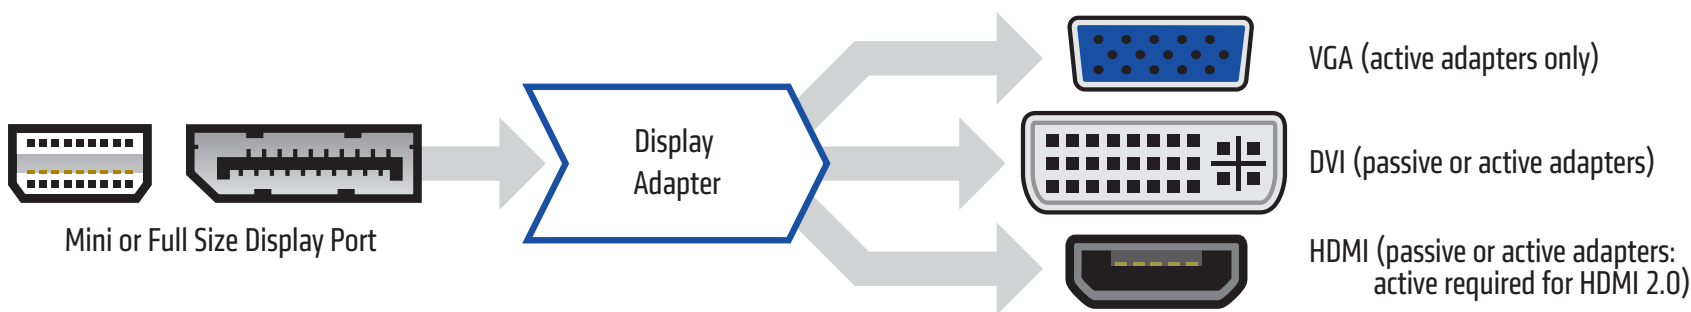 Mini or Full Size Display Port
Display
Adapter
VGA (active adapters only)
DVI (passive or active adapters)
HDMI (passive or active adapters:
active required for HDMI 2.0)